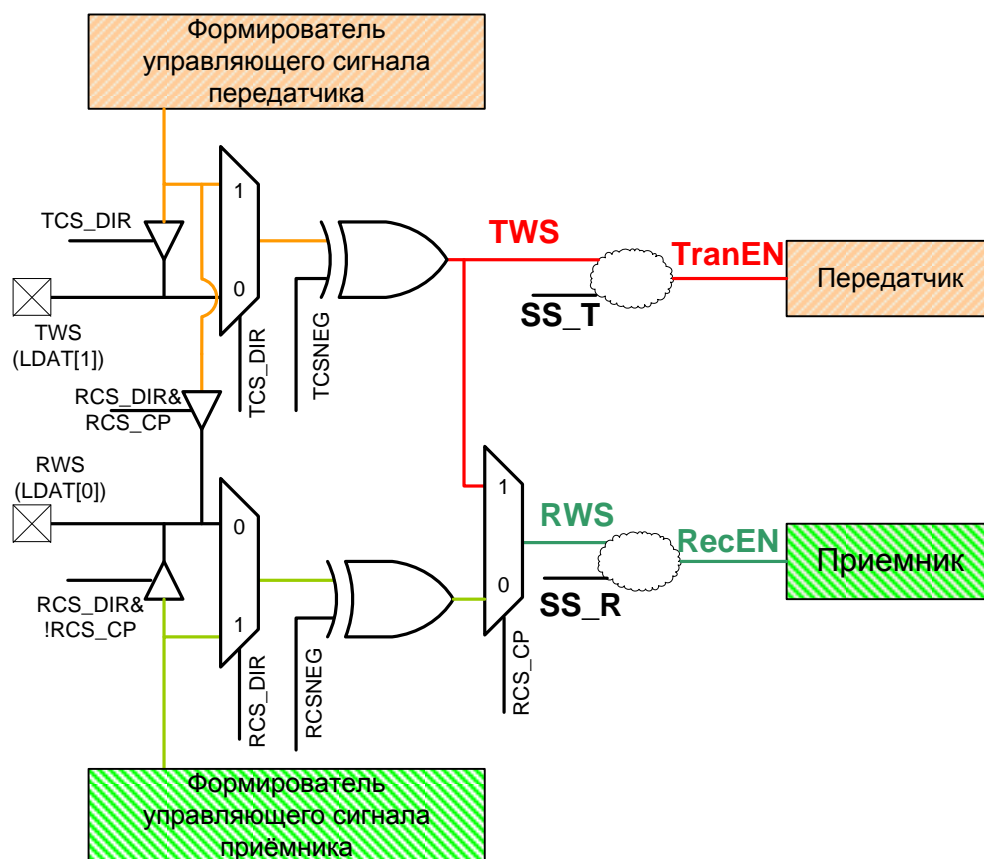 Формирователь
управляющего сигнала
передатчика
TCS_DIR
1
0
TWS
(LDAT[1])
TCS_DIR
TCSNEG
TWS
SS_T
TranEN
Передатчик
RCS_DIR&
RCS_CP
RWS
(LDAT[0])
0
1
RCS_DIR&
!RCS_CP
RCS_DIR
RCSNEG
1
0
RCS_CP
RWS
SS_R
RecEN
Приемник
Формирователь
управляющего сигнала
приёмника